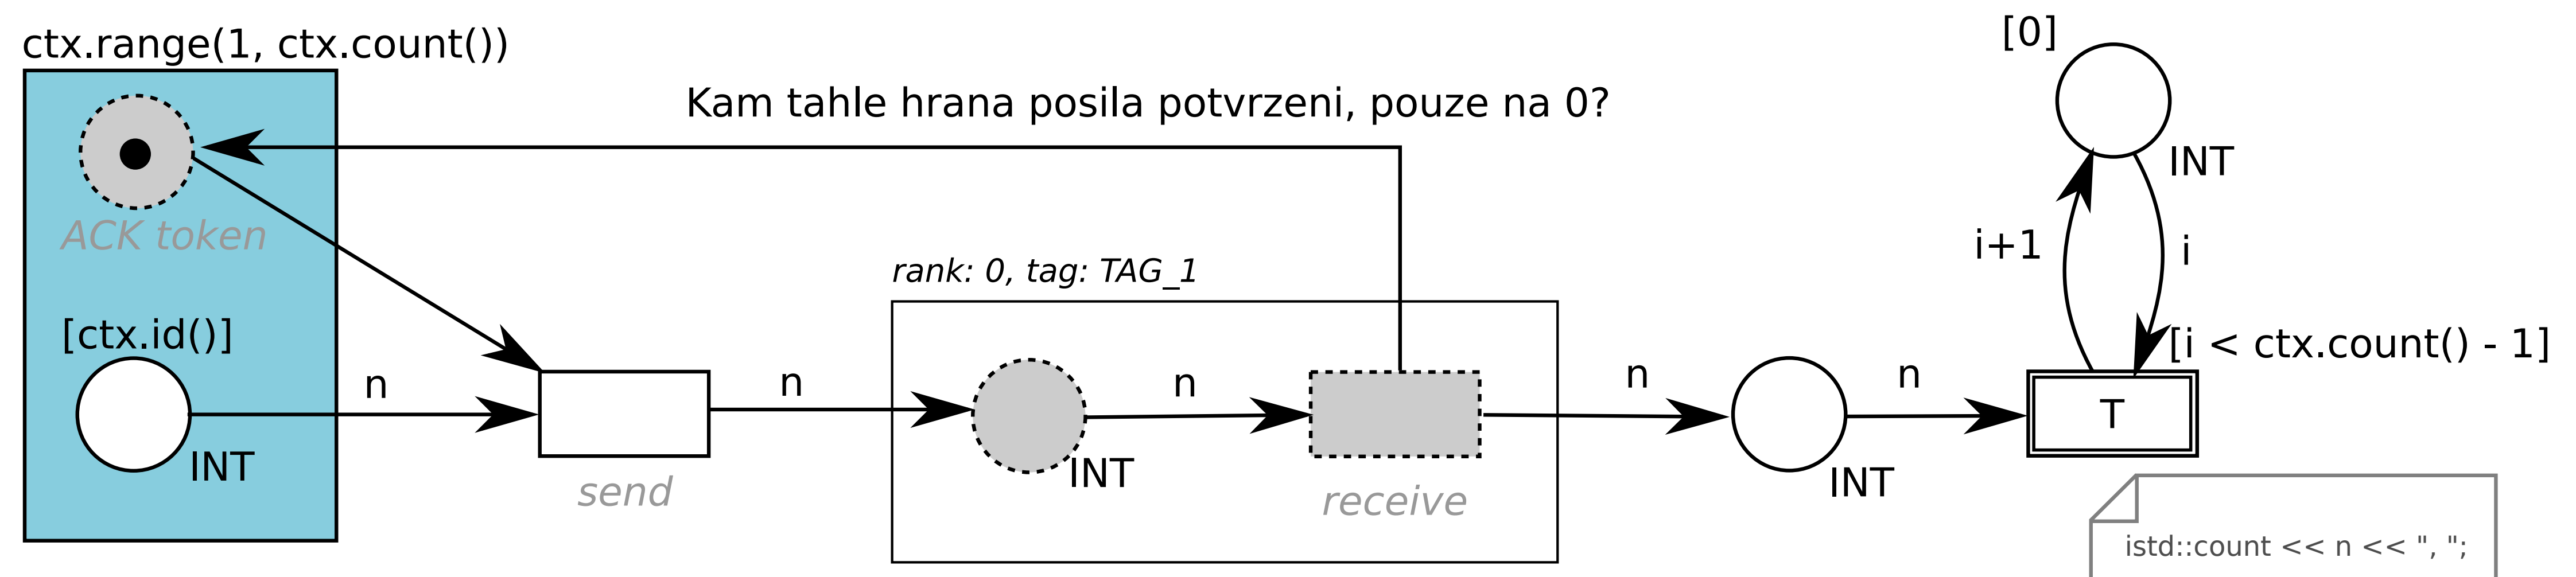 ctx.range(1, ctx.count())
[0]
Kam tahle hrana posila potvrzeni, pouze na 0?
INT
ACK token
i+1
i
rank: 0, tag: TAG_1
[ctx.id()]
[i < ctx.count() - 1]
n
n
n
n
n
T
INT
INT
INT
send
receive
istd::count << n << ", ";